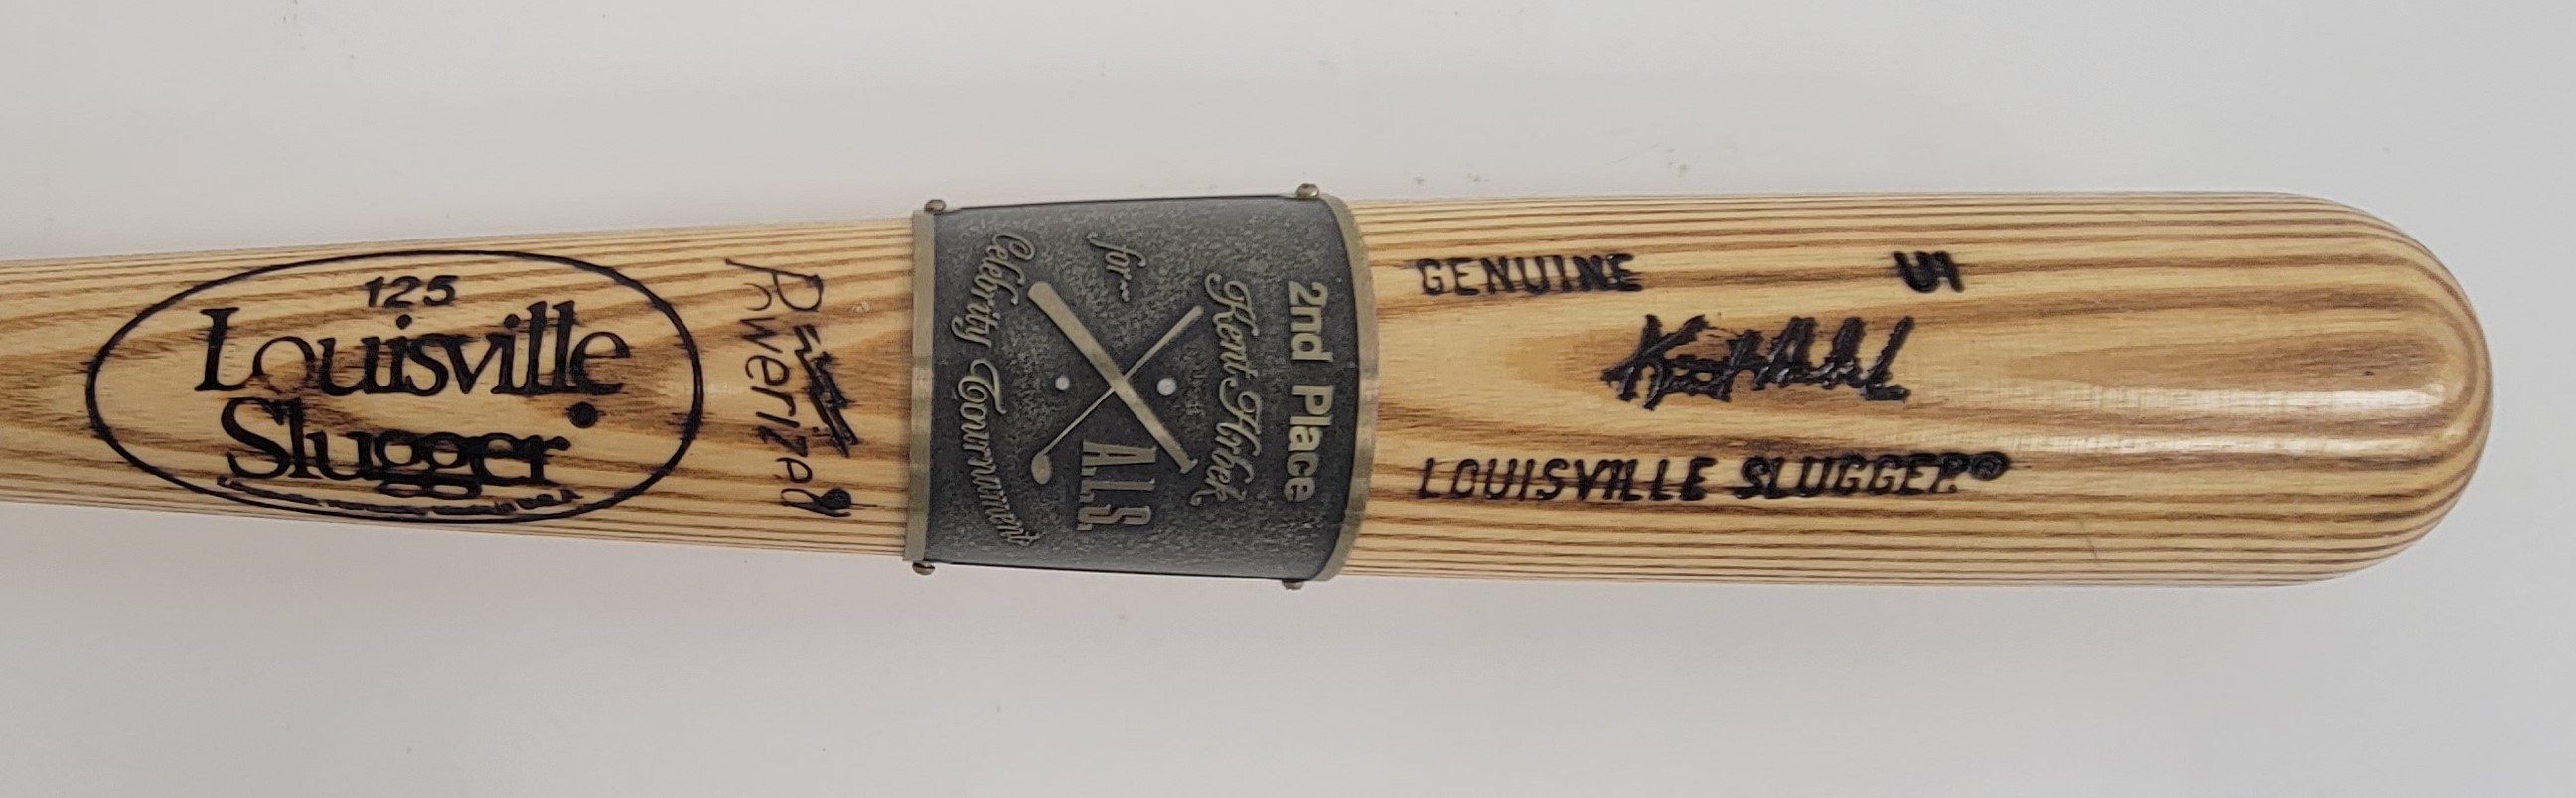 125
Louisville
Slugger
Powerized
2nd Place
Kent Hrbek
for...
A.L.S.
Celebrity Tournament
GENUINE
LOUISVILLE SLUGGER®